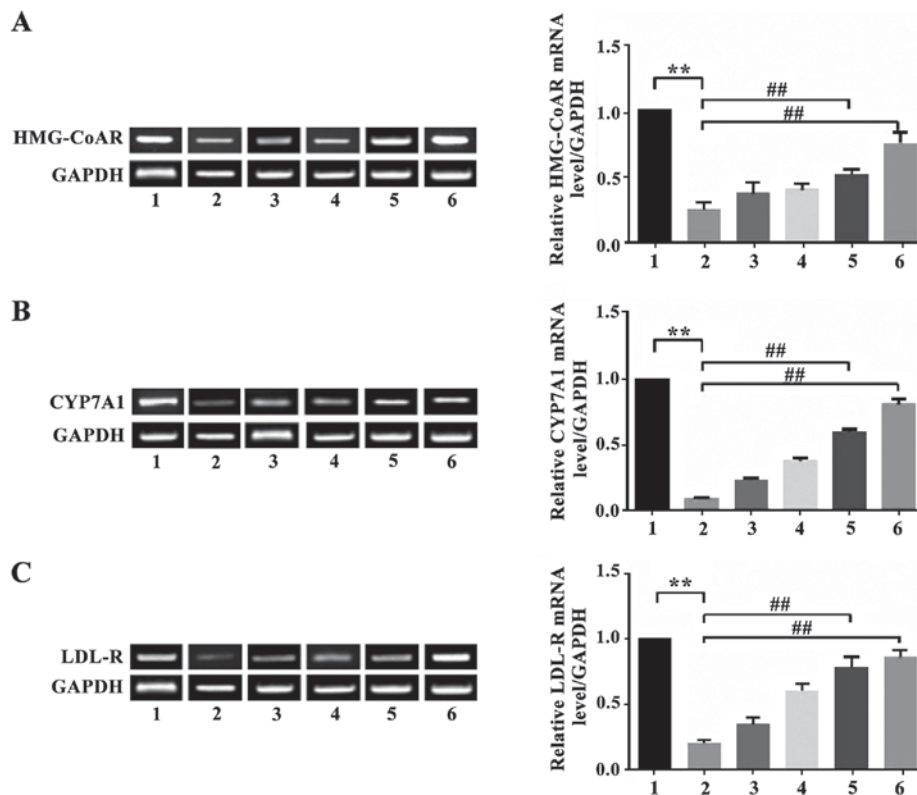 A
HMG-CoAR
GAPDH
1 2 3 4 5 6
Relative HMG-CoAR mRNA
level/GAPDH
1.5
1.0
0.5
0.0
**
##
##
1 2 3 4 5 6
B
CYP7A1
GAPDH
1 2 3 4 5 6
Relative CYP7A1 mRNA
level/GAPDH
1.5
1.0
0.5
0.0
**
##
##
1 2 3 4 5 6
C
LDL-R
GAPDH
1 2 3 4 5 6
Relative LDL-R mRNA
level/GAPDH
1.5
1.0
0.5
0.0
**
##
##
1 2 3 4 5 6